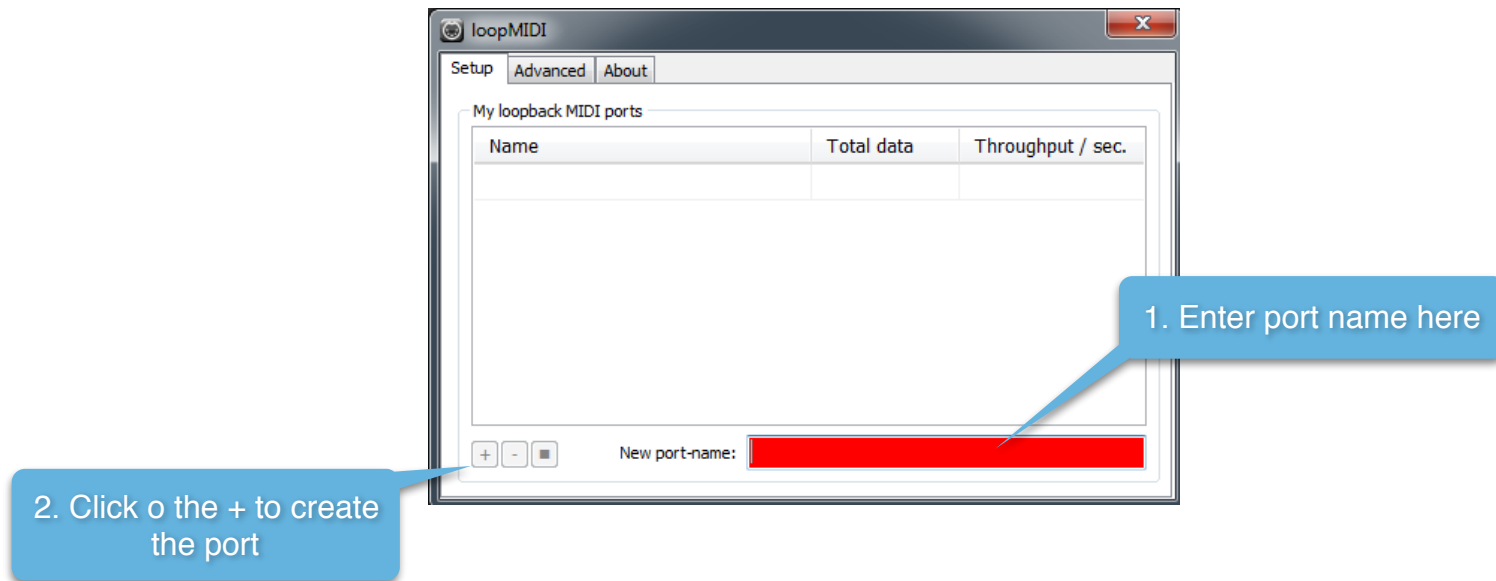 loopMIDI
Setup Advanced About
My loopback MIDI ports
Name Total data Throughput / sec.
1. Enter port name here
+ - New port-name:
2. Click o the + to create
the port